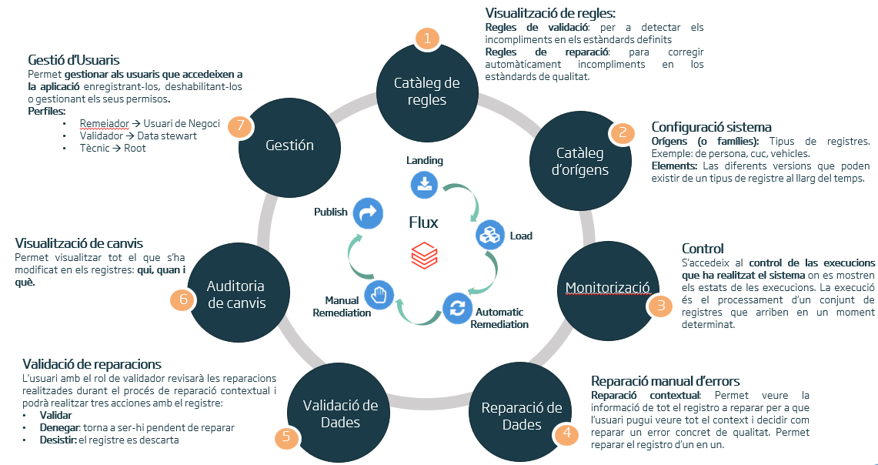 Visualització de regles:
Regles de validació: per a detectar els
incompliments en els estàndards definits
Regles de reparació: para corregir
automàticament incompliments en los
estàndards de qualitat.
1
Catàleg de
regles
2
Catàleg
d'orígens
Configuració sistema
Orígens (o famílies): Tipus de registres.
Exemple: de persona, cuc, vehicles.
Elements: Las diferents versions que poden
existir de un tipus de registre al llarg del temps.
Monitorizació
3
Control
S'accedeix al control de las execucions
que ha realitzat el sistema on es mostren
els estats de les execucions. La execució
és el processament d'un conjunt de
registres que arriben en un moment
determinat.
Reparació de
Dades
4
Reparació manual d'errors
Reparació contextual: Permet veure la
informació de tot el registro a reparar per a que
l'usuari pugui veure tot el context i decidir com
reparar un error concret de qualitat. Permet
reparar el registro d'un en un.
Validació de
Dades
5
Validació de reparacions
L'usuari amb el rol de validador revisarà les reparacions
realitzades durant el procés de reparació contextual i
podrà realitzar tres acciones amb el registre:
• Validar
• Denegar: torna a ser-hi pendent de reparar
• Desistir: el registre es descarta
Auditoria
de canvis
6
Visualització de canvis
Permet visualitzar tot el que s'ha
modificat en els registres: qui, quan i
què.
Gestión
7
Gestió d'Usuaris
Permet gestionar als usuaris que accedeixen a
la aplicació enregistrant-los, deshabilitant-los
o gestionant els seus permisos.
Perfiles:
• Remeiador → Usuari de Negoci
• Validador → Data stewart
• Tècnic → Root
Landing
Load
Automatic
Remediation
Manual
Remediation
Publish
Flux